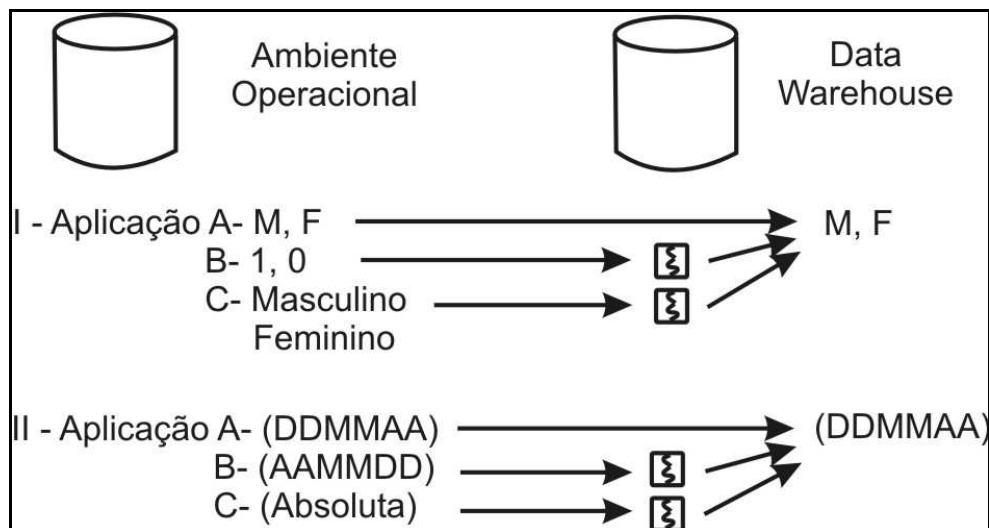 Ambiente
Operacional
Data
Warehouse
I - Aplicação A- M, F
M, F
B- 1, 0
C- Masculino
Feminino
II - Aplicação A- (DDMMAA)
(DDMMAA)
B- (AAMMDD)
C- (Absoluta)